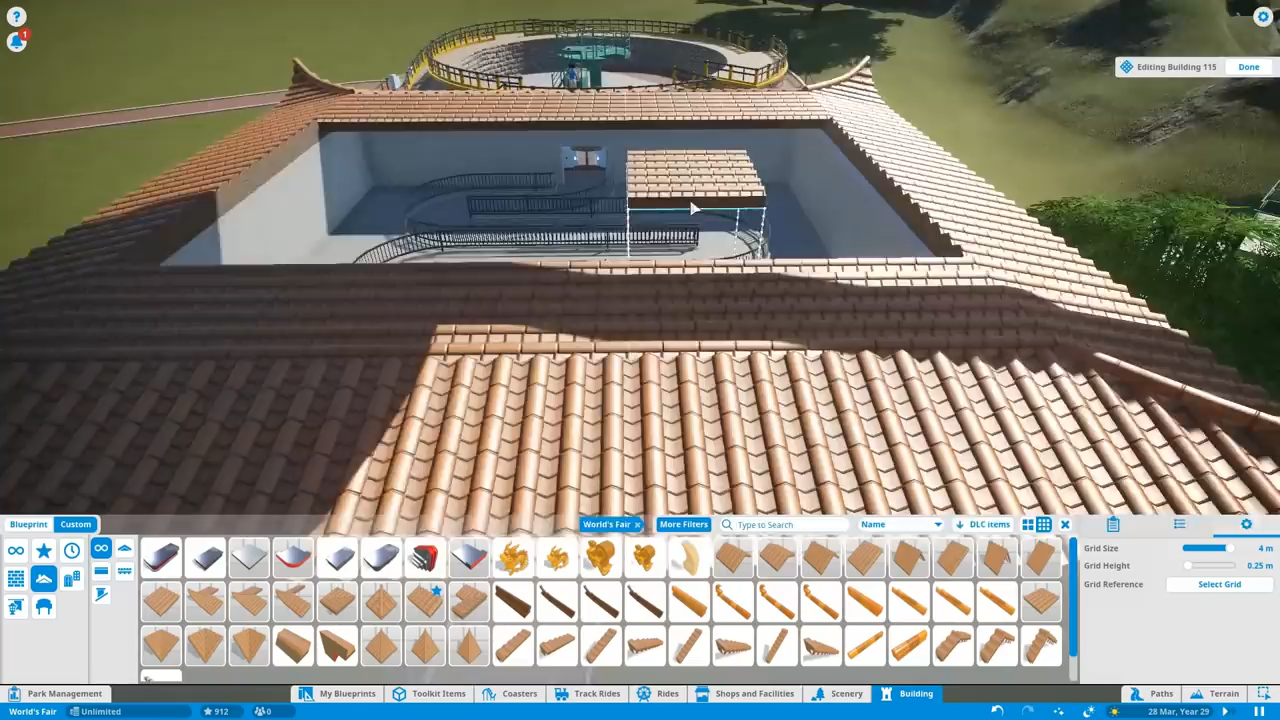 ?
1
Editing Building 115
Done
Blueprint
Custom
World's Fair ×
More Filters
Type to Search
Name
DLC items
Grid Size
4 m
Grid Height
0.25 m
Grid Reference
Select Grid
Park Management
My Blueprints
Toolkit Items
Coasters
Track Rides
Rides
Shops and Facilities
Scenery
Building
Paths
Terrain
World's Fair
Unlimited
912
0
28 Mar, Year 29